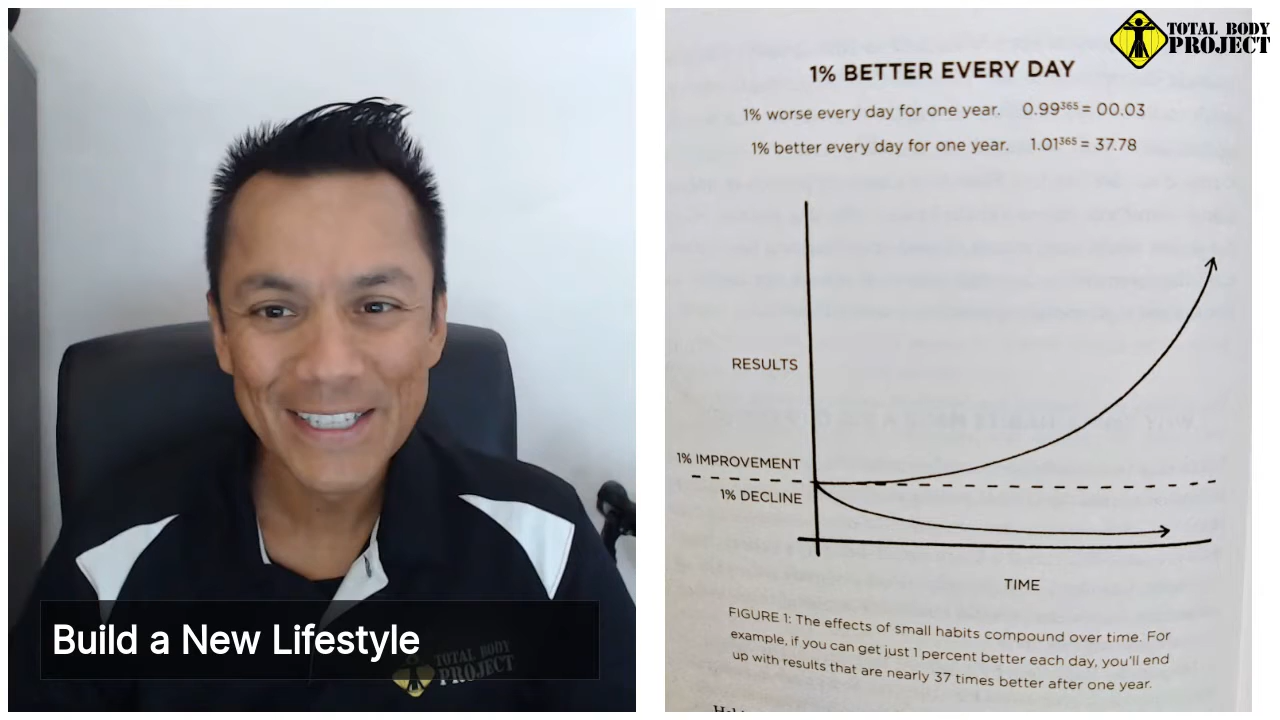 Build a New Lifestyle
TOTAL BODY
PROJECT
TOTAL BODY
PROJECT
1% BETTER EVERY DAY
1% worse every day for one year. 0.99³⁶⁵ = 00.03
1% better every day for one year. 1.01³⁶⁵ = 37.78
RESULTS
1% IMPROVEMENT
1% DECLINE
TIME
FIGURE 1: The effects of small habits compound over time. For
example, if you can get just 1 percent better each day, you'll end
up with results that are nearly 37 times better after one year.